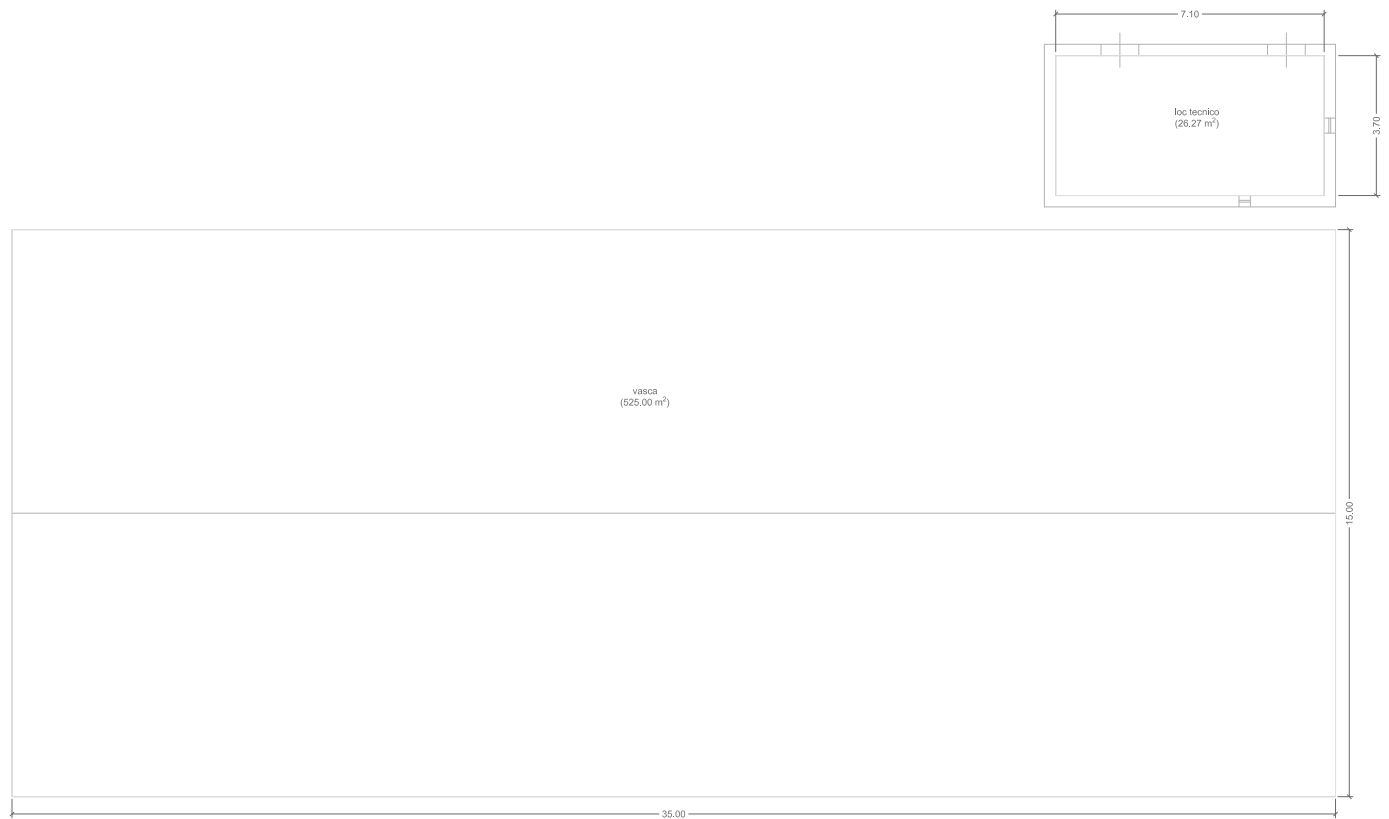 7.10
loc tecnico
(26.27 m²)
3.70
vasca
(525.00 m²)
15.00
35.00